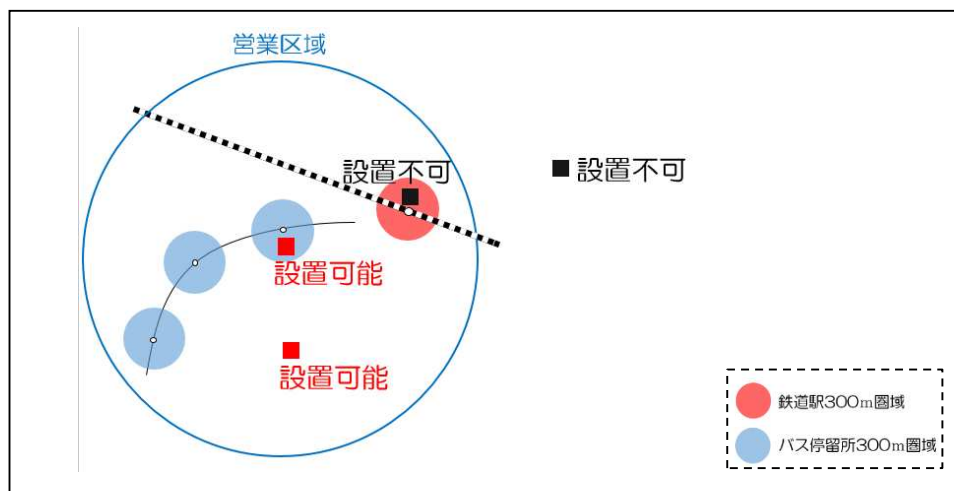 営業区域
設置不可
■設置不可
設置可能
設置可能
鉄道駅300m圏域
バス停留所300m圏域